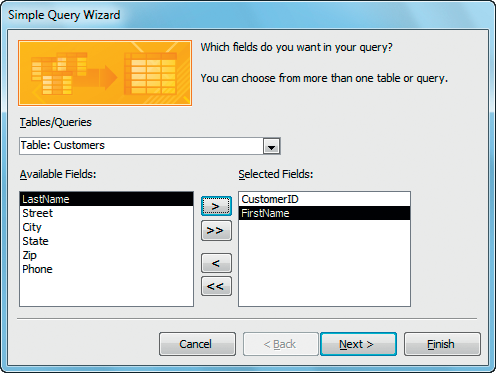 Simple Query Wizard
Which fields do you want in your query?
You can choose from more than one table or query.
Tables/Queries
Table: Customers
Available Fields:
LastName
Street
City
State
Zip
Phone
>
>>
<
<<
Selected Fields:
CustomerID
FirstName
Cancel
< Back
Next >
Finish